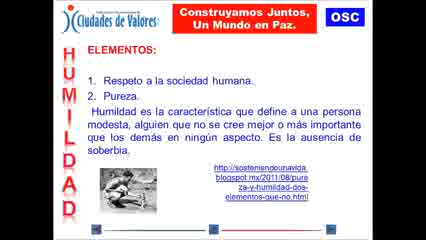 Ciudades de Valores
Construyamos Juntos,
Un Mundo en Paz.
OSC
HUMILDAD
ELEMENTOS:
1. Respeto a la sociedad humana.
2. Pureza.
Humildad es la característica que define a una persona
modesta, alguien que no se cree mejor o más importante
que los demás en ningún aspecto. Es la ausencia de
soberbia.
http://sosteniendounavida.
blogspot.mx/2011/08/pure
za-y-humildad-dos-
elementos-que-no.html